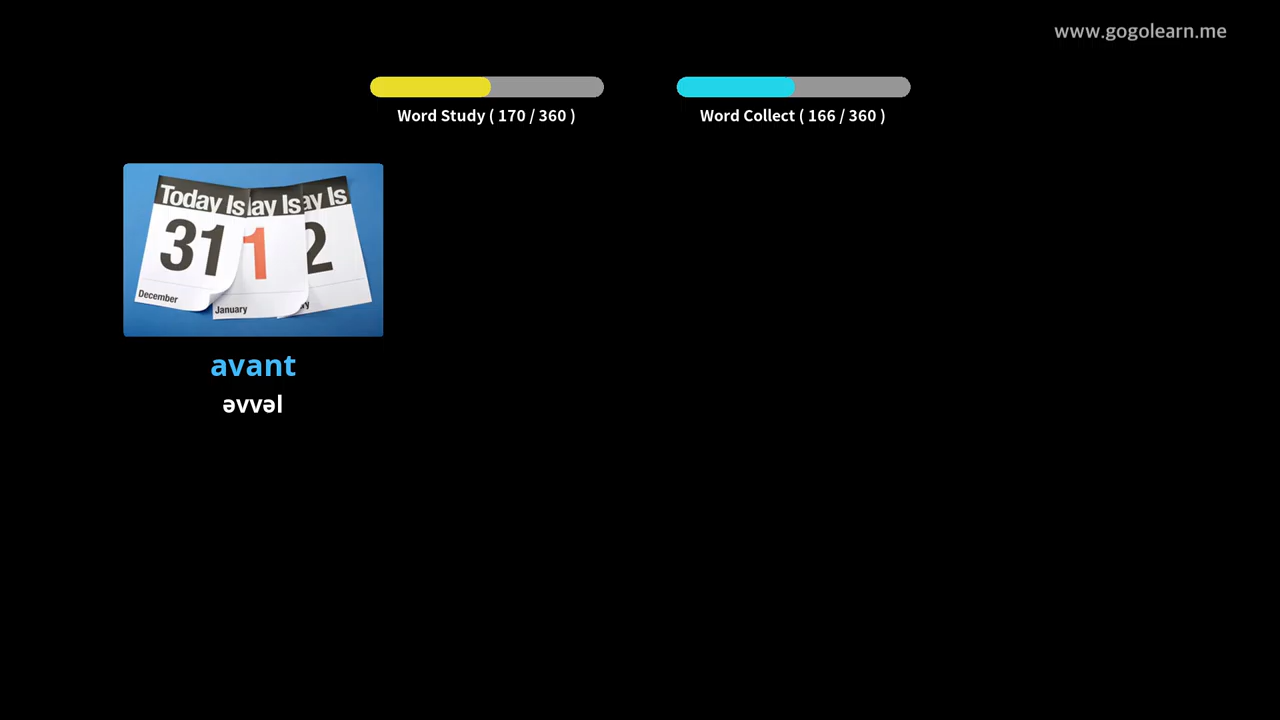 www.gogolearn.me
Word Study ( 170 / 360 )
Word Collect ( 166 / 360 )
Today Is
ay Is
ay Is
31
1
2
December
January
avant
əvvəl